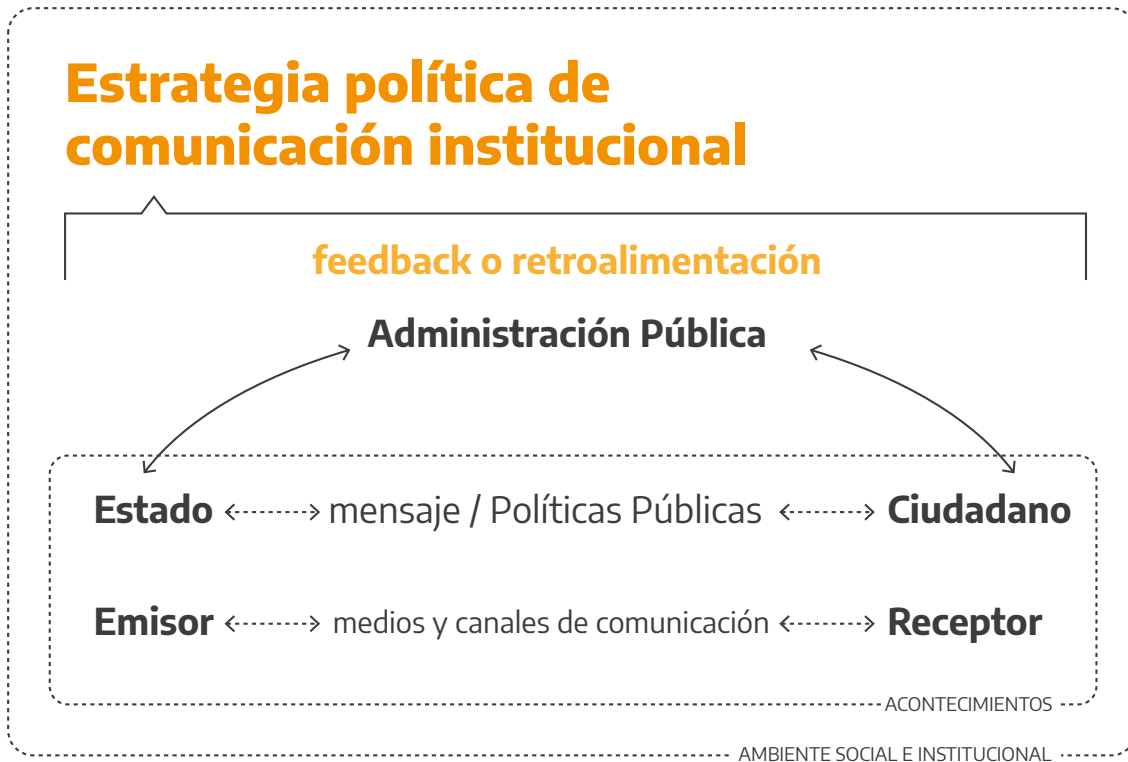 Estrategia política de
comunicación institucional
feedback o retroalimentación
Administración Pública
Estado mensaje / Políticas Públicas Ciudadano
Emisor medios y canales de comunicación Receptor
ACONTECIMIENTOS
AMBIENTE SOCIAL E INSTITUCIONAL